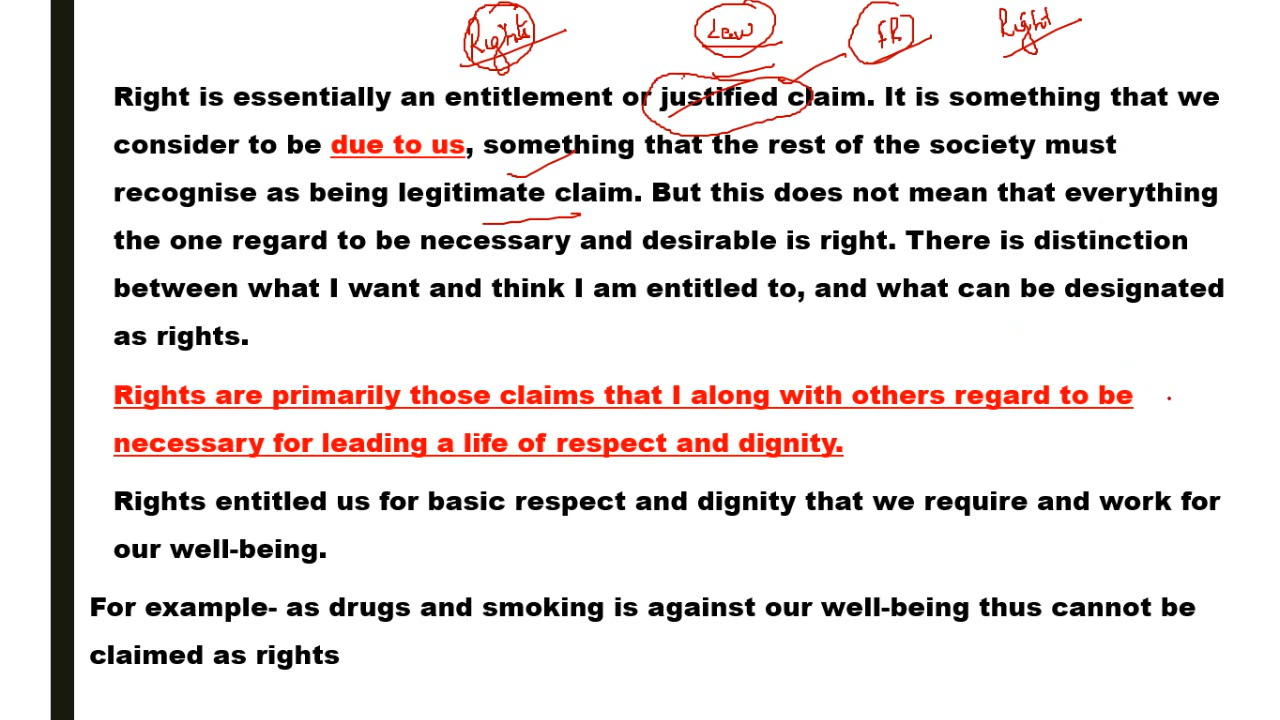 Rights Law FR Right
Right is essentially an entitlement or justified claim. It is something that we
consider to be due to us, something that the rest of the society must
recognise as being legitimate claim. But this does not mean that everything
the one regard to be necessary and desirable is right. There is distinction
between what I want and think I am entitled to, and what can be designated
as rights.
Rights are primarily those claims that I along with others regard to be
necessary for leading a life of respect and dignity.
Rights entitled us for basic respect and dignity that we require and work for
our well-being.
For example- as drugs and smoking is against our well-being thus cannot be
claimed as rights